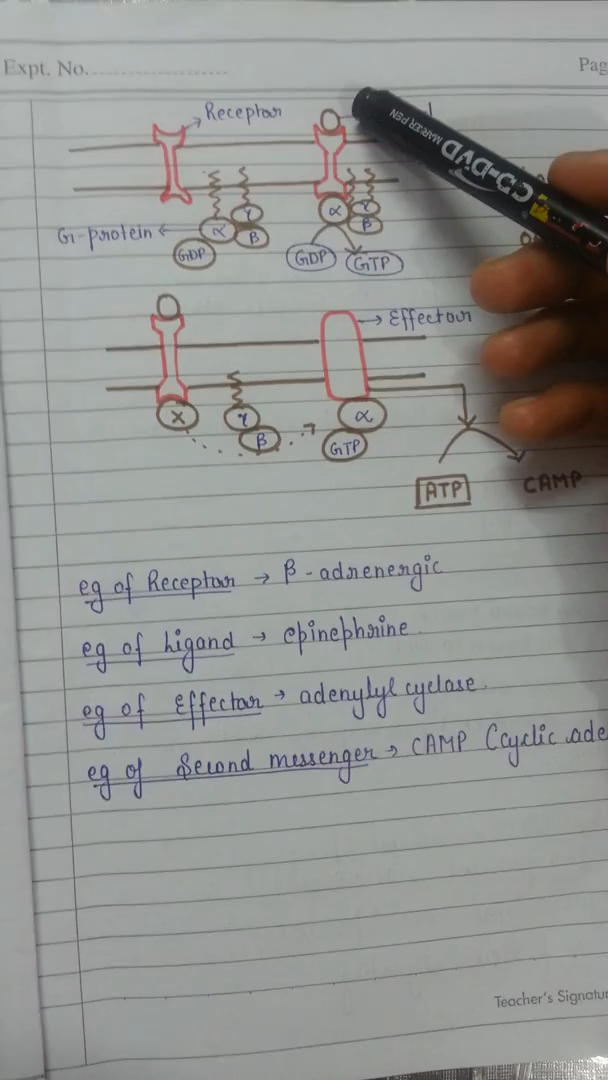 Expt. No.
Pag
Receptor
CD-DVD MARKER PEN
G-protein
α
γ
β
GDP
α
γ
β
GDP
GTP
Effector
X
γ
β
α
GTP
ATP
CAMP
eg of Receptor → β-adrenergic
eg of Ligand → epinephrine
eg of Effector → adenylyl cyclase.
eg of Second messenger → CAMP (cyclic ade
Teacher's Signatu